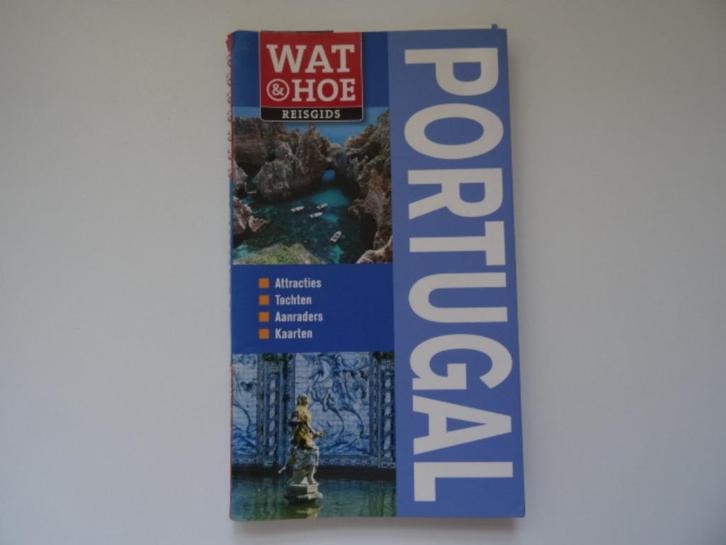 WAT
& HOE
REISGIDS
Attracties
Tochten
Aanraders
Kaarten
PORTUGAL